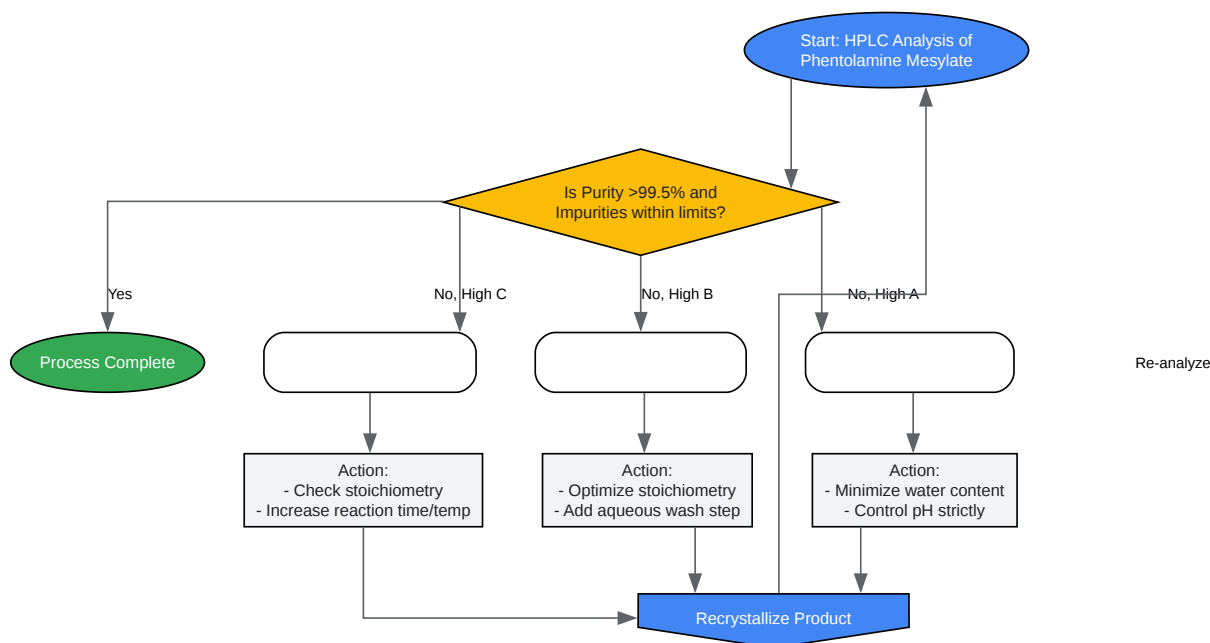 Start: HPLC Analysis of
Phentolamine Mesylate
Is Purity >99.5% and
Impurities within limits?
Yes
No, High C
No, High B
No, High A
Process Complete
Re-analyze
Action:
- Check stoichiometry
- Increase reaction time/temp
Action:
- Optimize stoichiometry
- Add aqueous wash step
Action:
- Minimize water content
- Control pH strictly
Recrystallize Product